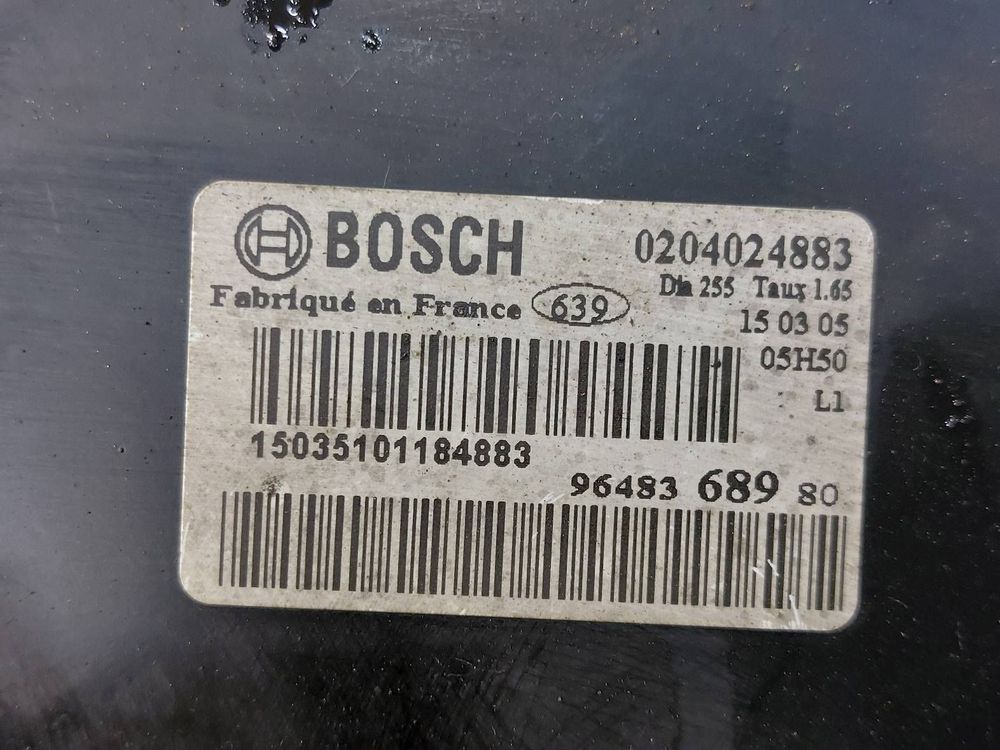 BOSCH 0204024883
Dia 255 Taux 1.65
Fabriqué en France 639
15 03 05
05H50
L1
15035101184883
96483 689 80